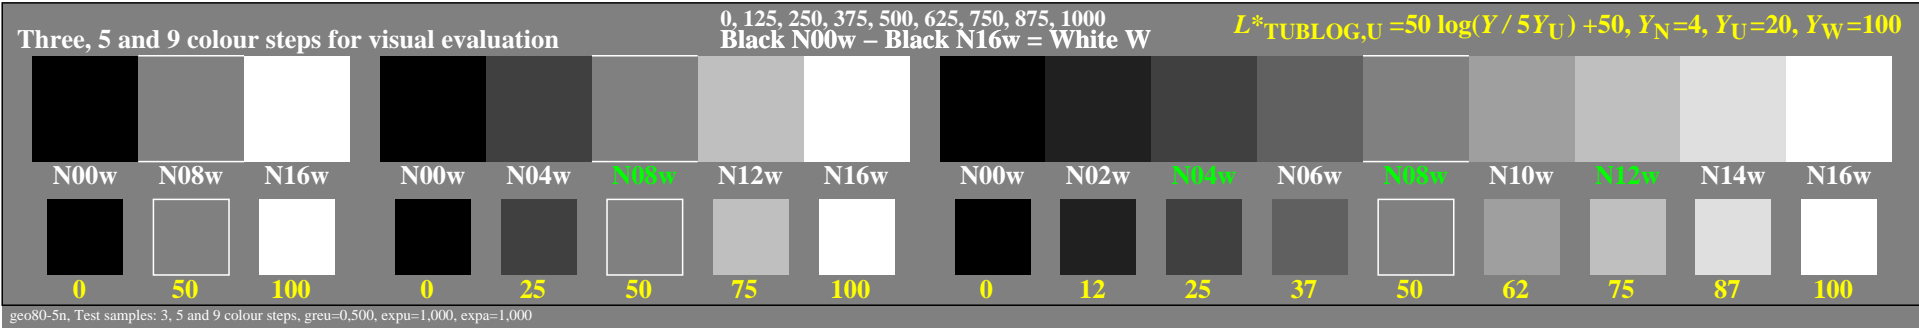 Three, 5 and 9 colour steps for visual evaluation
0, 125, 250, 375, 500, 625, 750, 875, 1000
Black N00w – Black N16w = White W
L*TUBLOG,U =50 log(Y / 5YU) +50, YN=4, YU=20, YW=100
N00w N08w N16w N00w N04w N08w N12w N16w N00w N02w N04w N06w N08w N10w N12w N14w N16w
0 50 100 0 25 50 75 100 0 12 25 37 50 62 75 87 100
geo80-5n, Test samples: 3, 5 and 9 colour steps, greu=0,500, expu=1,000, expa=1,000